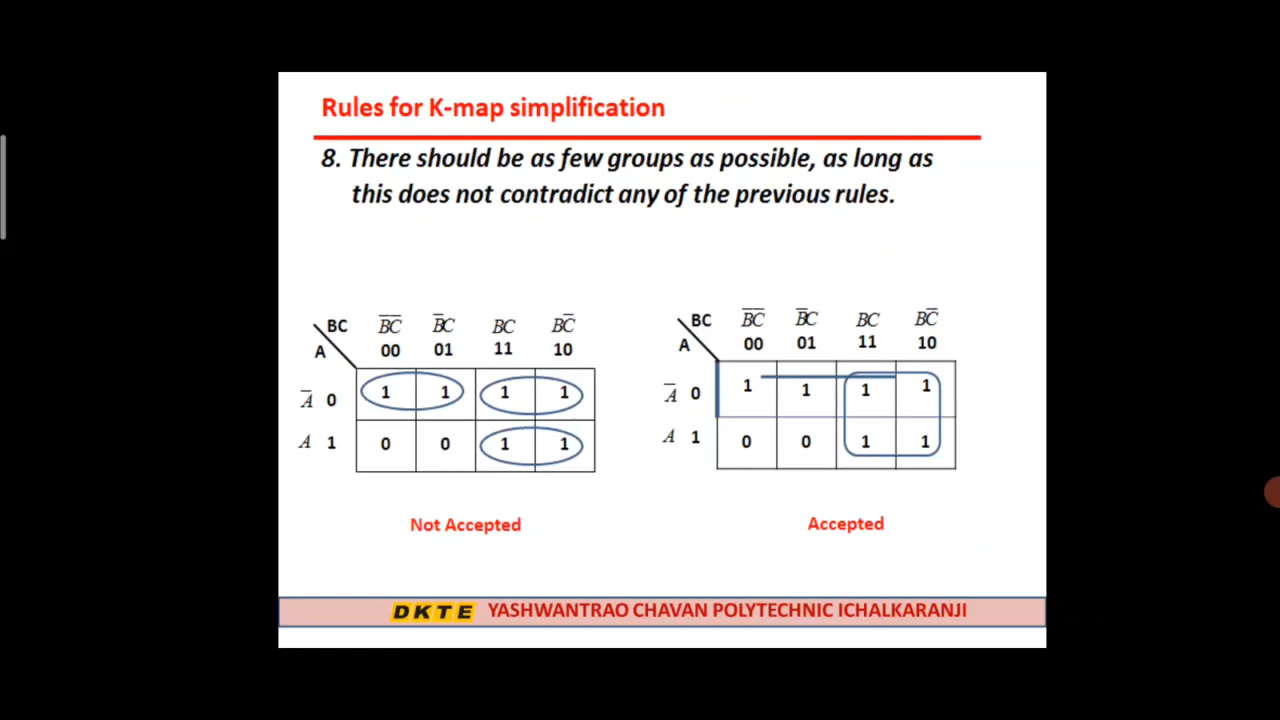 Rules for K-map simplification
8. There should be as few groups as possible, as long as
this does not contradict any of the previous rules.
BC B̅C̅ B̅C BC BC̅
A 00 01 11 10
A̅ 0 1 1 1 1
A 1 0 0 1 1
Not Accepted
BC B̅C̅ B̅C BC BC̅
A 00 01 11 10
A̅ 0 1 1 1 1
A 1 0 0 1 1
Accepted
DKTE YASHWANTRAO CHAVAN POLYTECHNIC ICHALKARANJI